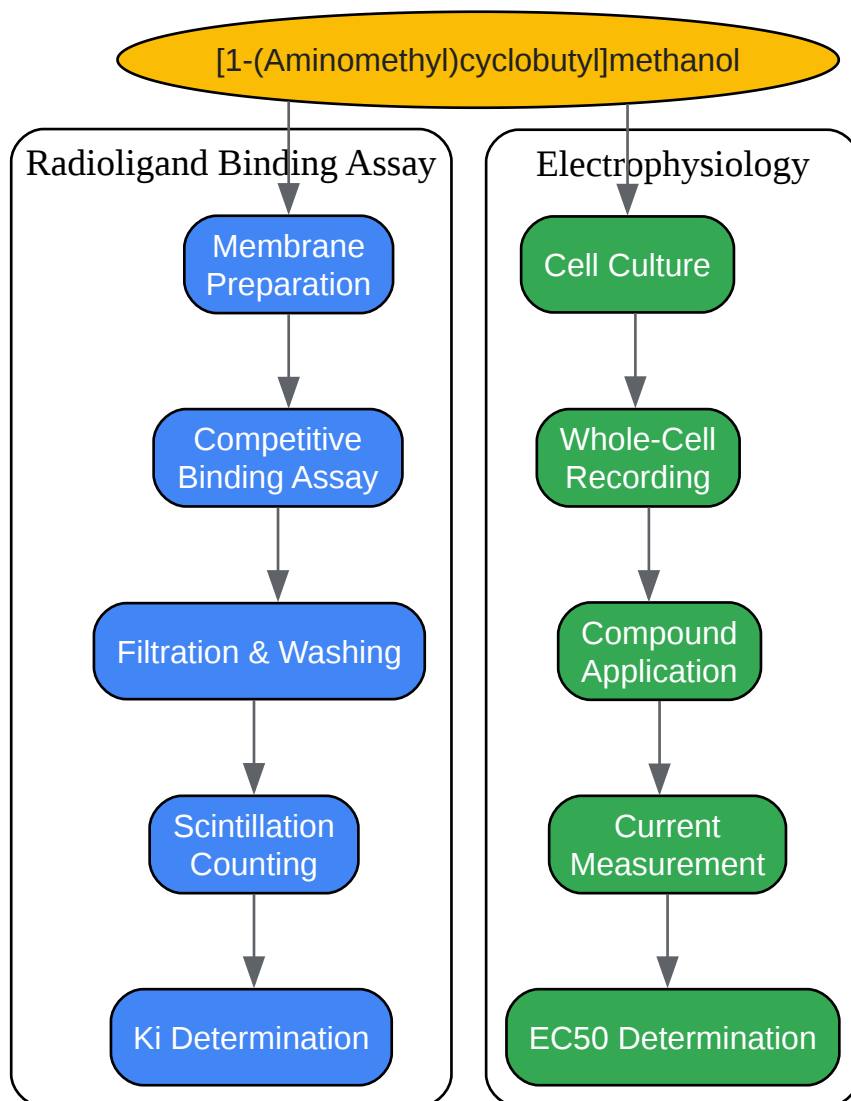 [1-(Aminomethyl)cyclobutyl]methanol
Radioligand Binding Assay
Membrane
Preparation
Competitive
Binding Assay
Filtration & Washing
Scintillation
Counting
Ki Determination
Electrophysiology
Cell Culture
Whole-Cell
Recording
Compound
Application
Current
Measurement
EC50 Determination